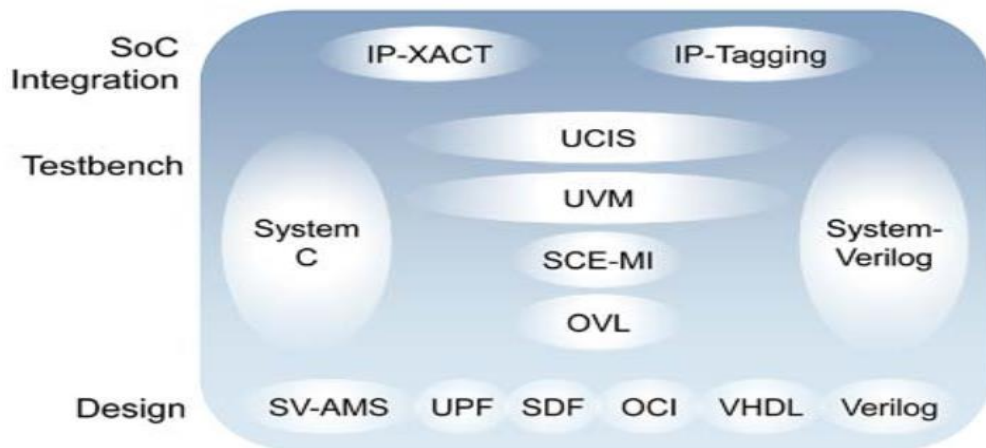 SoC
Integration
IP-XACT
IP-Tagging
Testbench
UCIS
UVM
System
C
SCE-MI
System-
Verilog
OVL
Design
SV-AMS
UPF
SDF
OCI
VHDL
Verilog